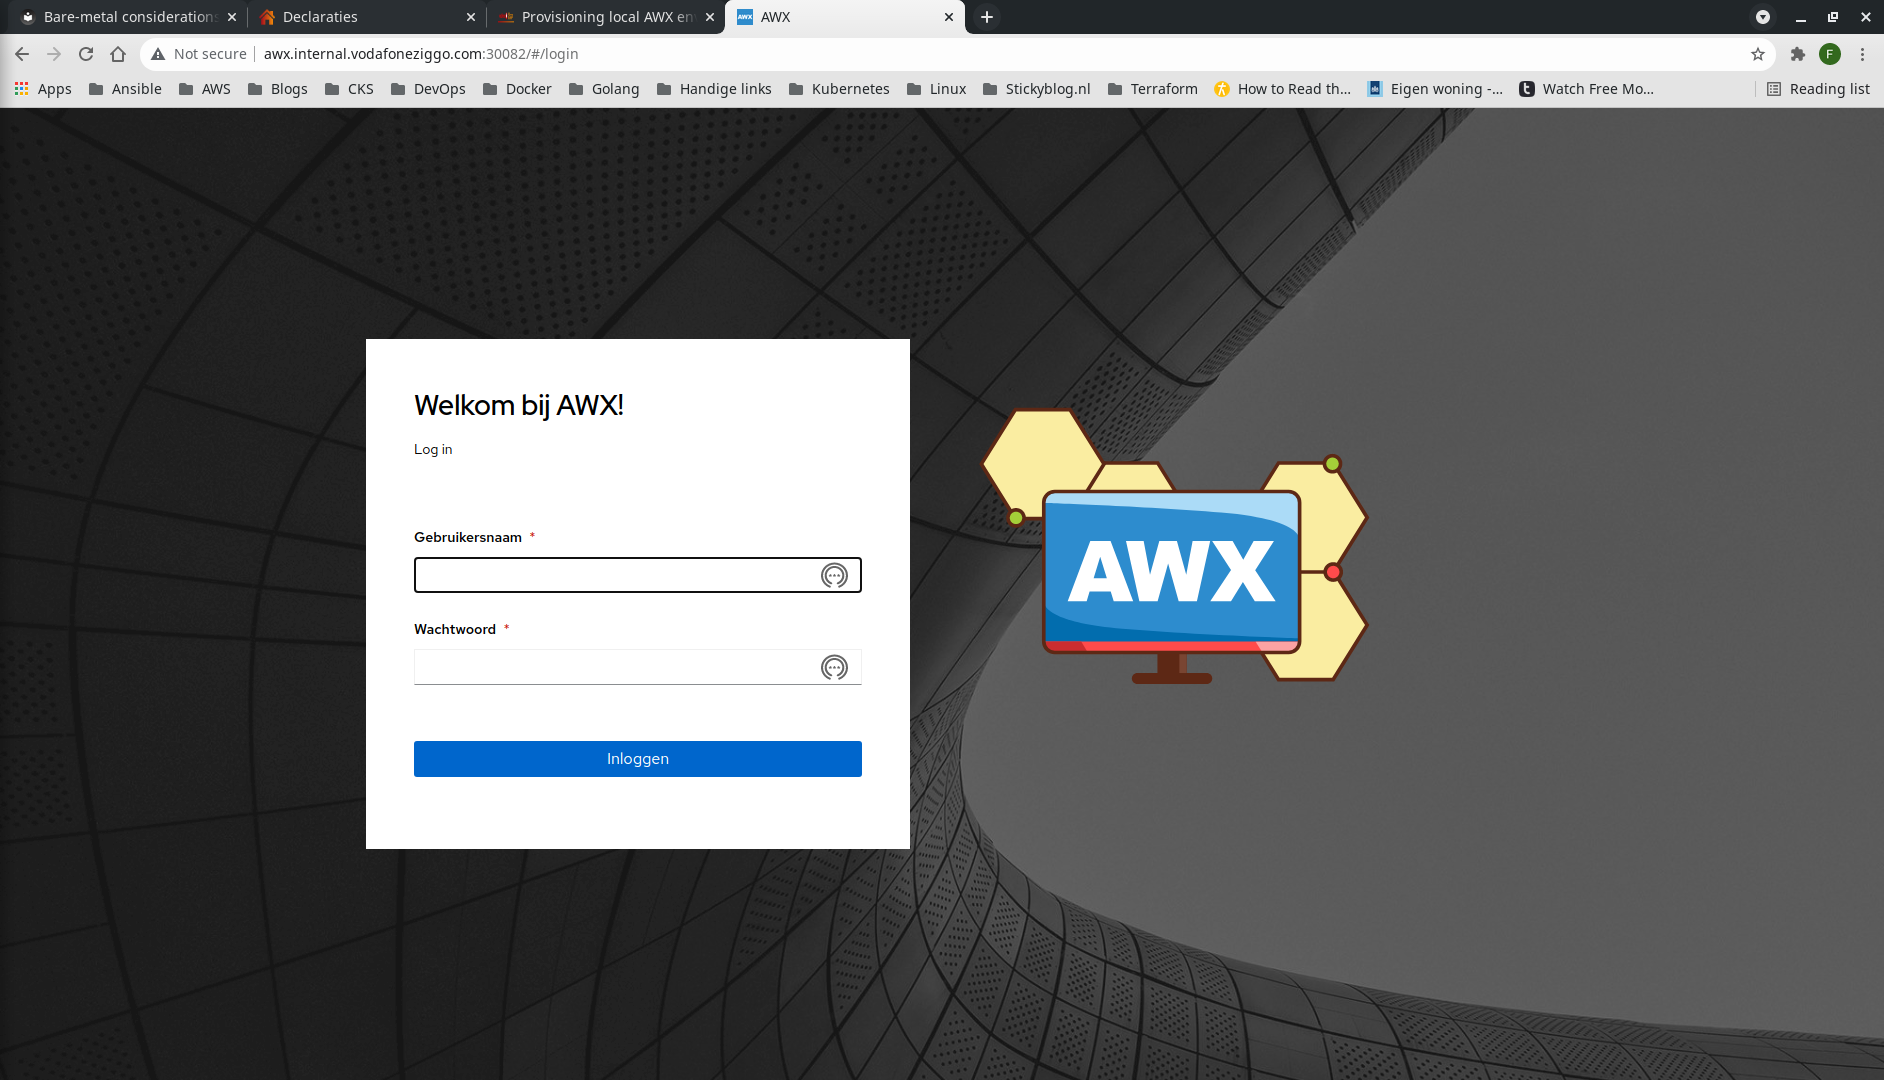 Bare-metal considerations
Declaraties
Provisioning local AWX en
AWX
AWX
Not secure
awx.internal.vodafoneziggo.com:30082/#/login
F
Apps
Ansible
AWS
Blogs
CKS
DevOps
Docker
Golang
Handige links
Kubernetes
Linux
Stickyblog.nl
Terraform
How to Read th...
Eigen woning -...
t
Watch Free Mo...
Reading list
Welkom bij AWX!
Log in
Gebruikersnaam *
Wachtwoord *
Inloggen
AWX